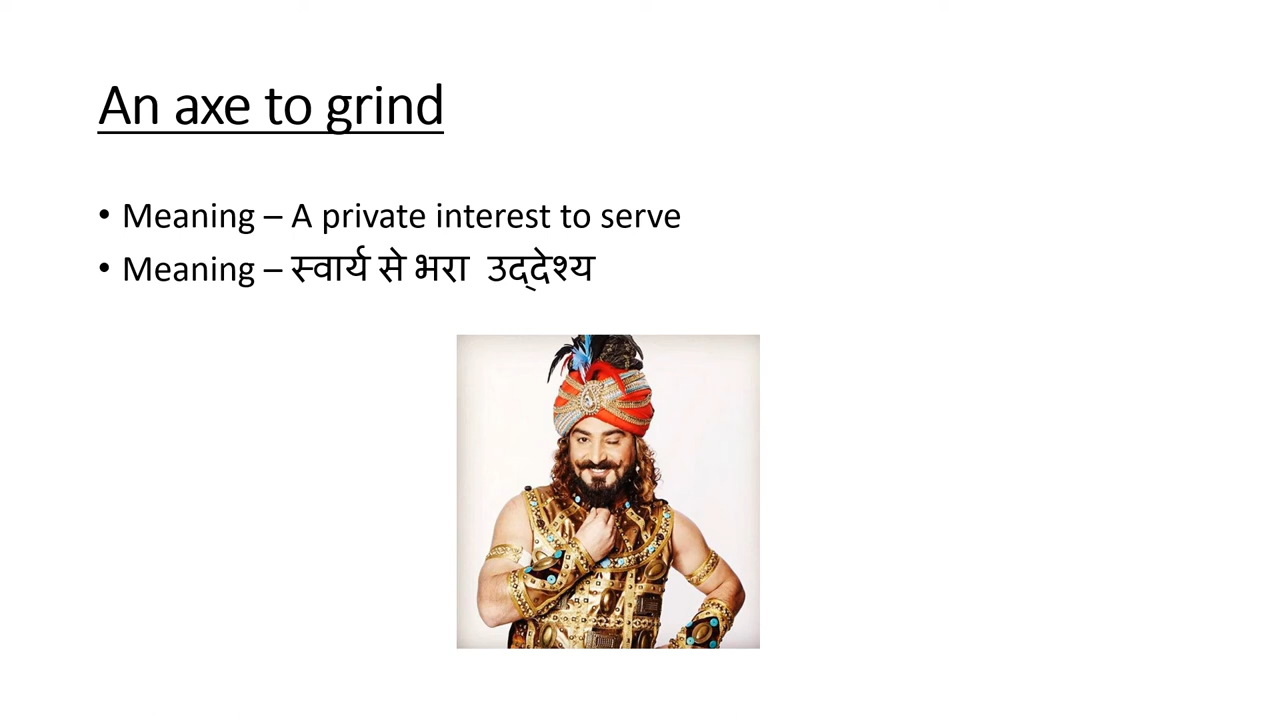 An axe to grind
• Meaning – A private interest to serve
• Meaning – स्वार्य से भरा उद्देश्य